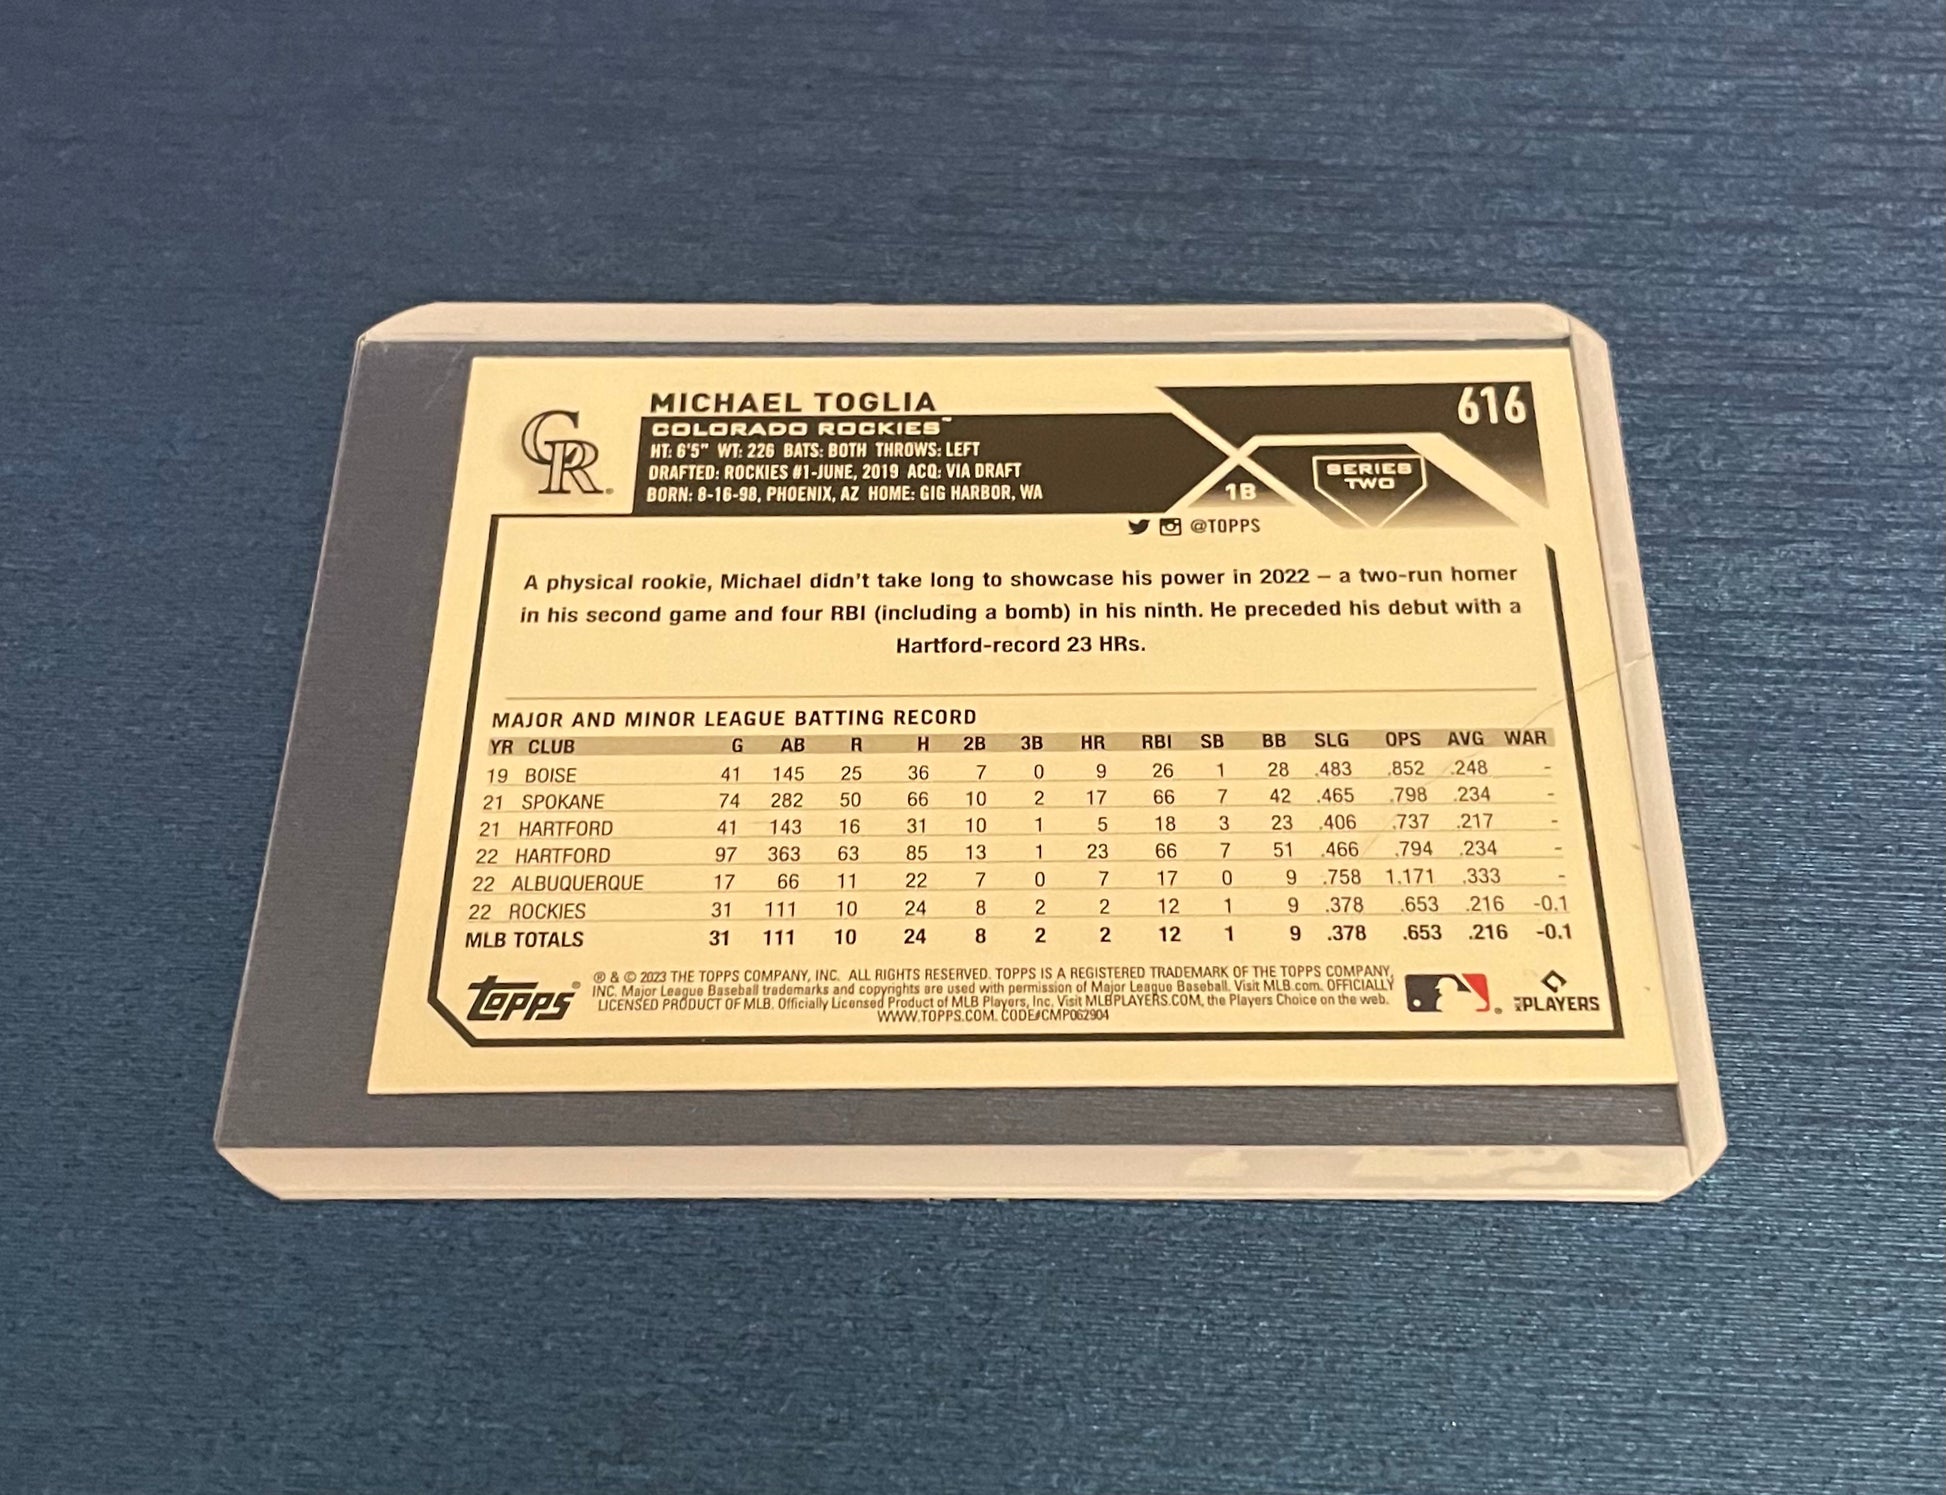 MICHAEL TOGLIA
616
COLORADO ROCKIES™
HT: 6'5" WT: 226 BATS: BOTH THROWS: LEFT
DRAFTED: ROCKIES #1-JUNE, 2019 ACQ: VIA DRAFT
BORN: 8-16-98, PHOENIX, AZ HOME: GIG HARBOR, WA
CR®
1B
SERIES
TWO
@TOPPS
A physical rookie, Michael didn't take long to showcase his power in 2022 – a two-run homer
in his second game and four RBI (including a bomb) in his ninth. He preceded his debut with a
Hartford-record 23 HRs.
MAJOR AND MINOR LEAGUE BATTING RECORD
YR CLUB G AB R H 2B 3B HR RBI SB BB SLG OPS AVG WAR
19 BOISE 41 145 25 36 7 0 9 26 1 28 .483 .852 .248 -
21 SPOKANE 74 282 50 66 10 2 17 66 7 42 .465 .798 .234 -
21 HARTFORD 41 143 16 31 10 1 5 18 3 23 .406 .737 .217 -
22 HARTFORD 97 363 63 85 13 1 23 66 7 51 .466 .794 .234 -
22 ALBUQUERQUE 17 66 11 22 7 0 7 17 0 9 .758 1.171 .333 -
22 ROCKIES 31 111 10 24 8 2 2 12 1 9 .378 .653 .216 -0.1
MLB TOTALS 31 111 10 24 8 2 2 12 1 9 .378 .653 .216 -0.1
Topps®
® & © 2023 THE TOPPS COMPANY, INC. ALL RIGHTS RESERVED. TOPPS IS A REGISTERED TRADEMARK OF THE TOPPS COMPANY,
INC. Major League Baseball trademarks and copyrights are used with permission of Major League Baseball. Visit MLB.com. OFFICIALLY
LICENSED PRODUCT OF MLB. Officially Licensed Product of MLB Players, Inc. Visit MLBPLAYERS.COM, the Players Choice on the web.
WWW.TOPPS.COM. CODE#CMP062904
®
PLAYERS